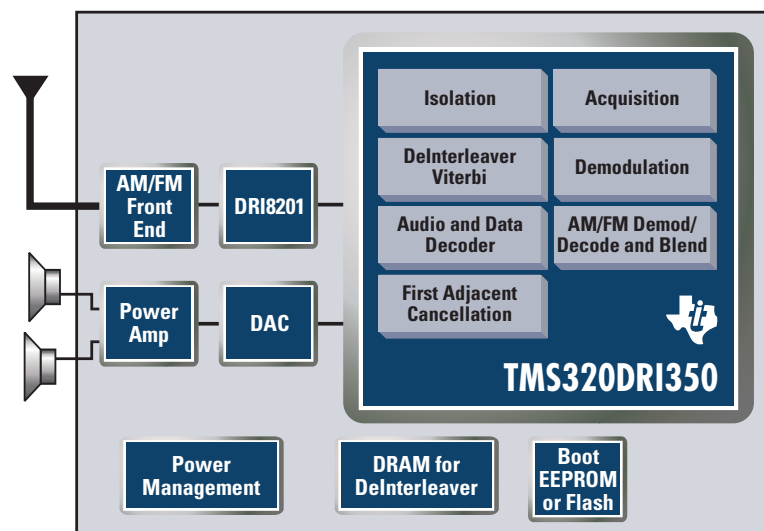 Isolation
Acquisition
DeInterleaver
Viterbi
Demodulation
Audio and Data
Decoder
AM/FM Demod/
Decode and Blend
First Adjacent
Cancellation
TMS320DRI350
AM/FM
Front
End
DRI8201
Power
Amp
DAC
Power
Management
DRAM for
DeInterleaver
Boot
EEPROM
or Flash